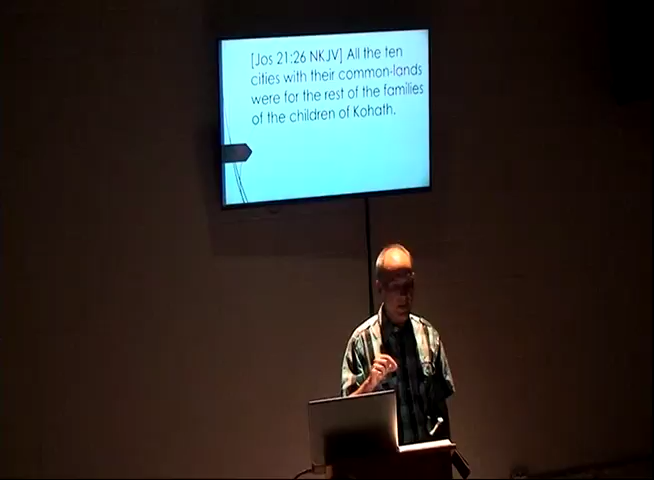 [Jos 21:26 NKJV] All the ten
cities with their common-lands
were for the rest of the families
of the children of Kohath.